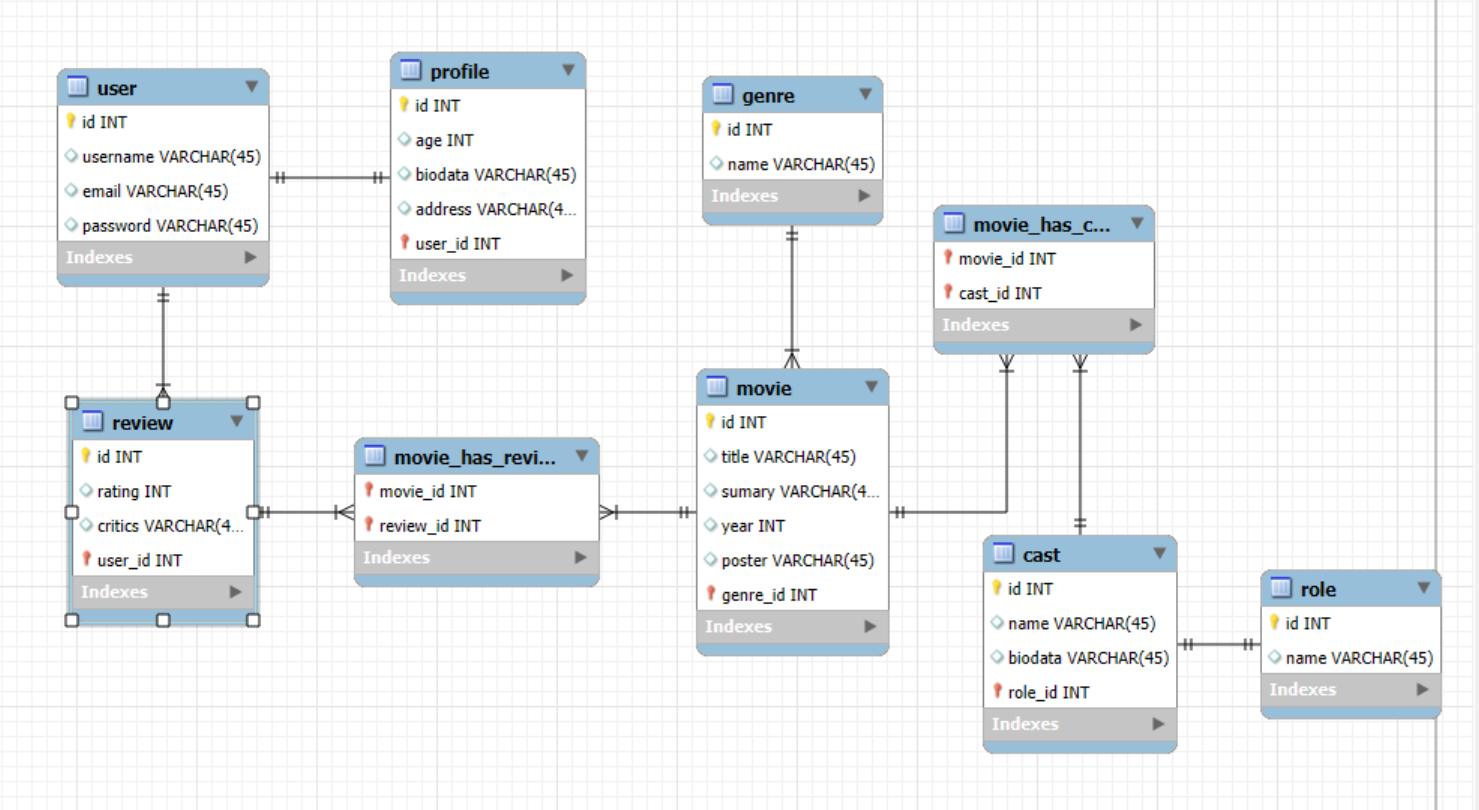 user
id INT
username VARCHAR(45)
email VARCHAR(45)
password VARCHAR(45)
Indexes
profile
id INT
age INT
biodata VARCHAR(45)
address VARCHAR(4...
user_id INT
Indexes
genre
id INT
name VARCHAR(45)
Indexes
movie_has_c...
movie_id INT
cast_id INT
Indexes
review
id INT
rating INT
critics VARCHAR(4...
user_id INT
Indexes
movie_has_revi...
movie_id INT
review_id INT
Indexes
movie
id INT
title VARCHAR(45)
sumary VARCHAR(4...
year INT
poster VARCHAR(45)
genre_id INT
Indexes
cast
id INT
name VARCHAR(45)
biodata VARCHAR(45)
role_id INT
Indexes
role
id INT
name VARCHAR(45)
Indexes